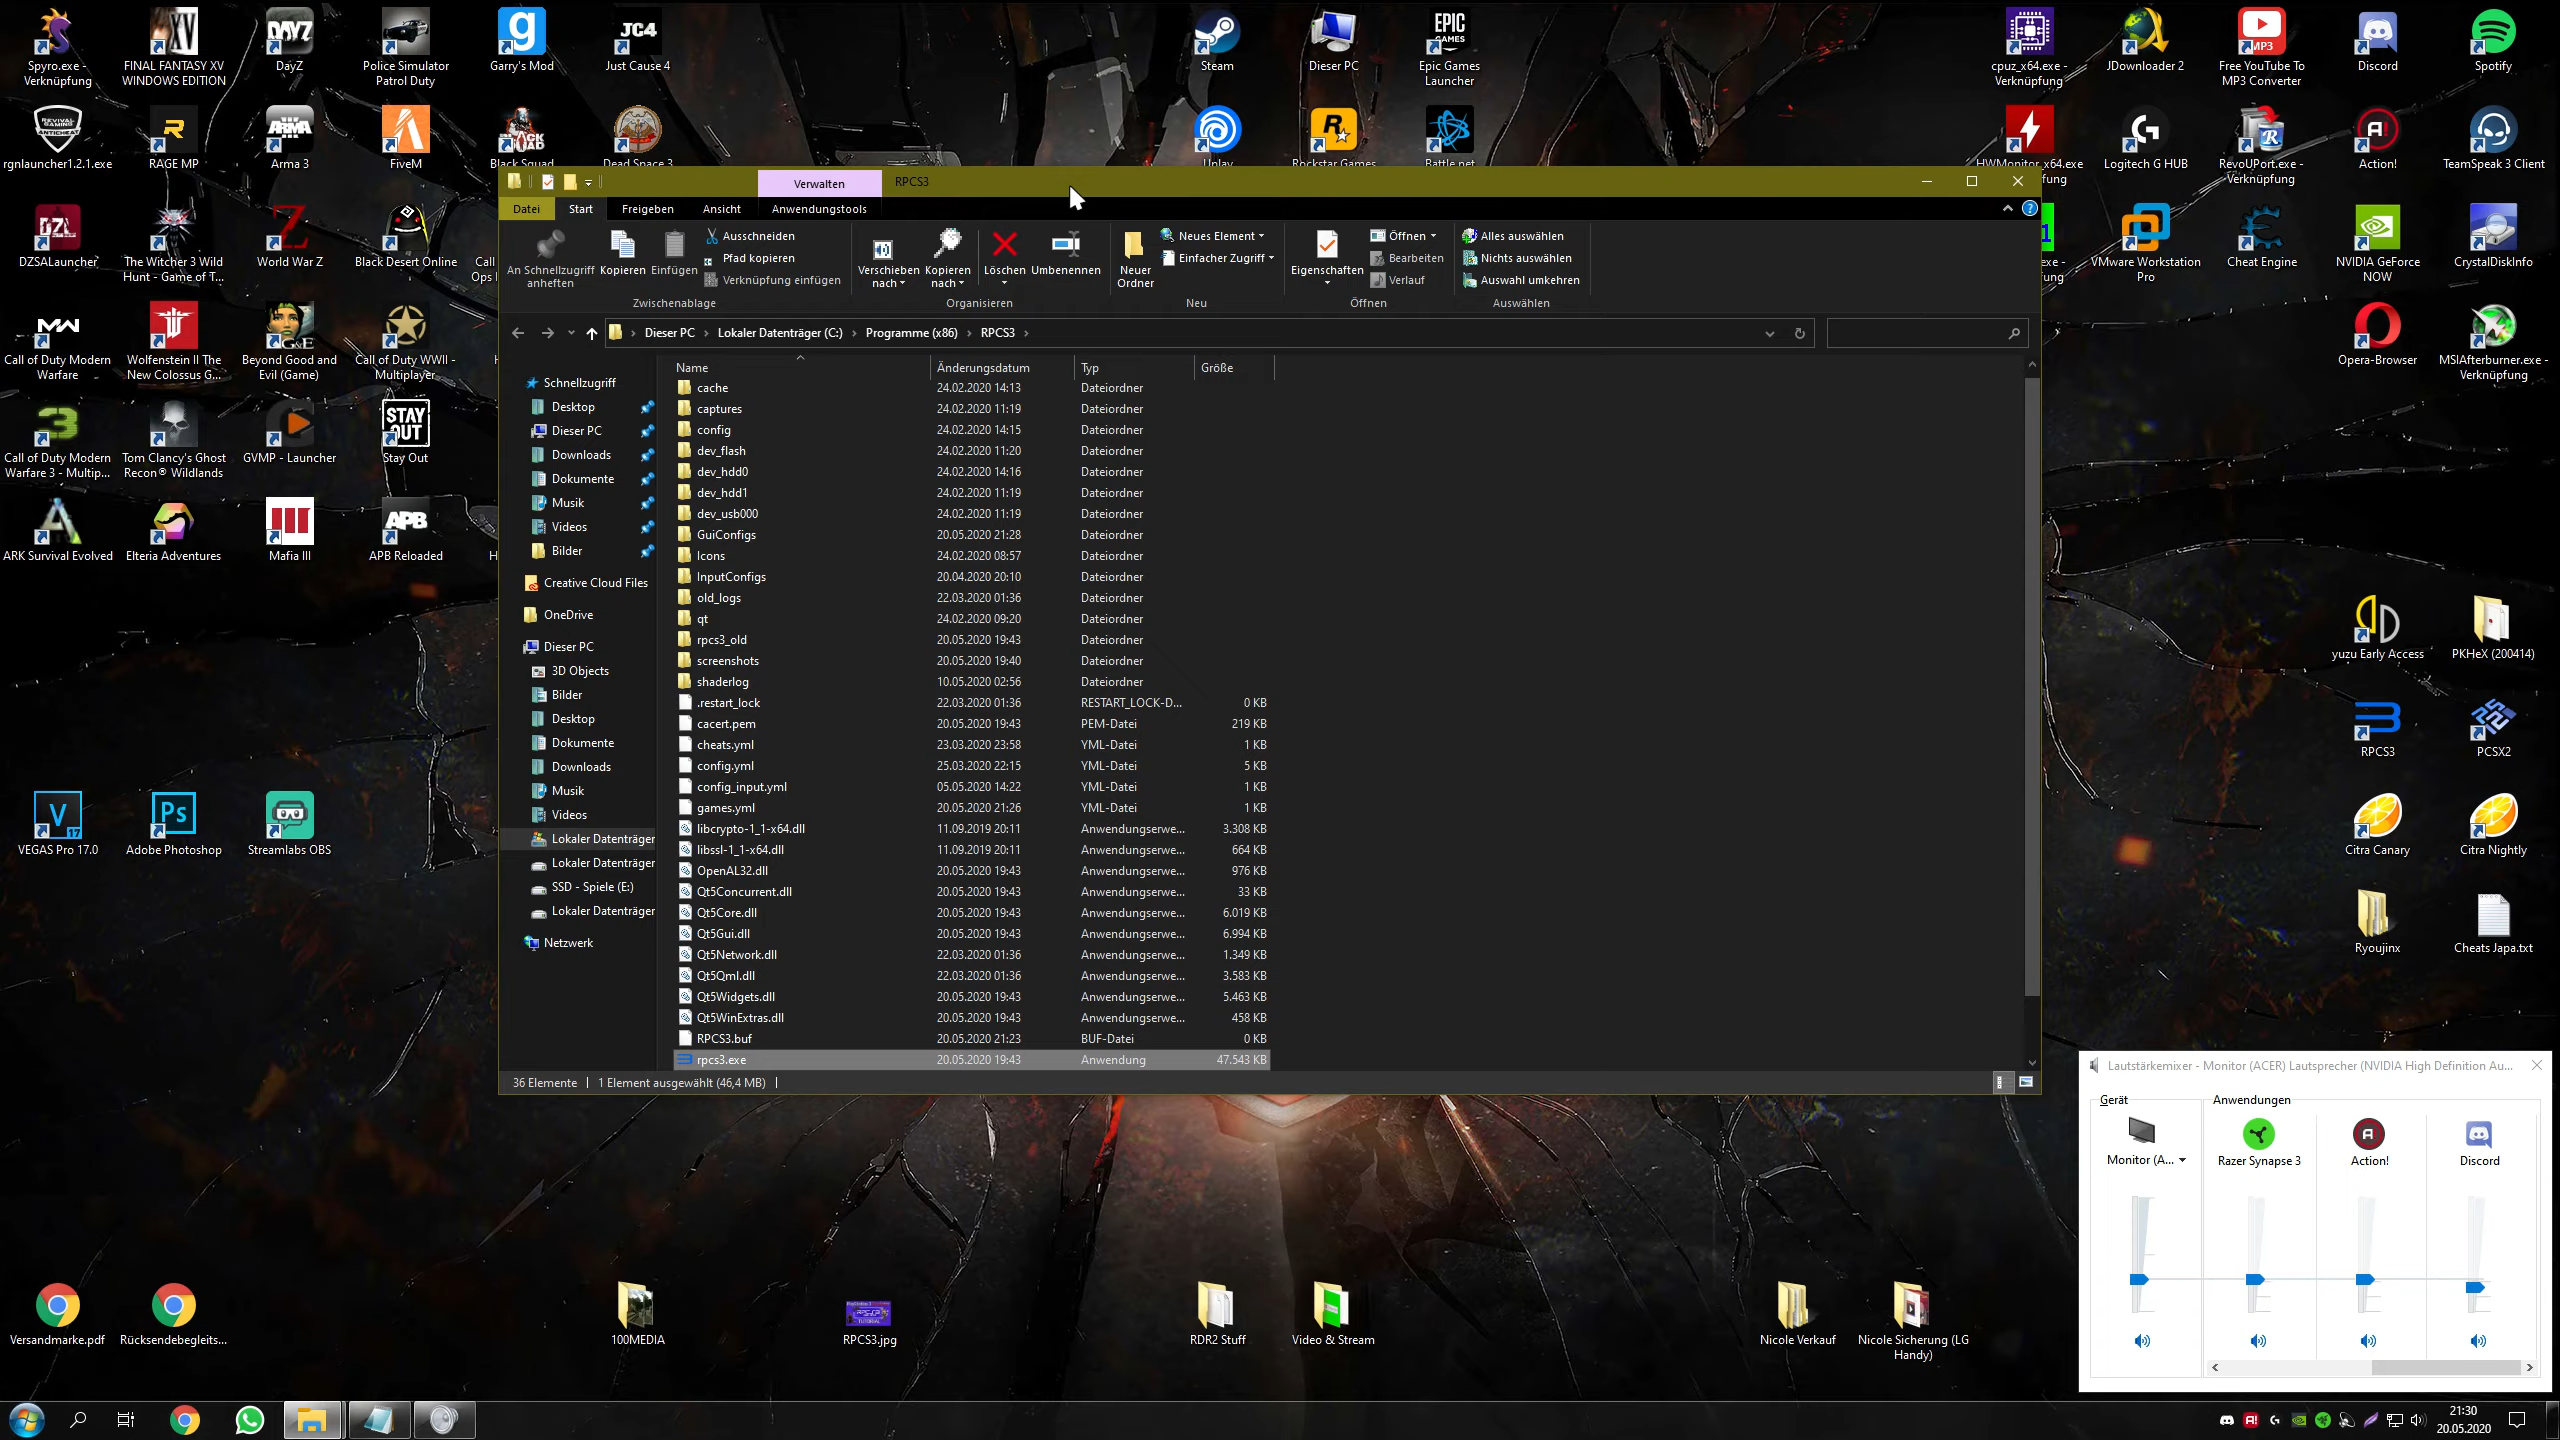 Spyro.exe - Verknüpfung
FINAL FANTASY XV WINDOWS EDITION
DayZ
Police Simulator Patrol Duty
Garry's Mod
JC4
Just Cause 4
Steam
Dieser PC
EPIC GAMES
Epic Games Launcher
cpuz_x64.exe - Verknüpfung
JDownloader 2
MP3
Free YouTube To MP3 Converter
Discord
Spotify
rgnlauncher1.2.1.exe
RAGE MP
Arma 3
FiveM
Black Squad
Dead Space 3
Uplay
Rockstar Games
Battle.net
HWMonitor_x64.exe
Logitech G HUB
RevoUPort.exe - Verknüpfung
Action!
TeamSpeak 3 Client
DZSALauncher
The Witcher 3 Wild Hunt - Game of T...
World War Z
Black Desert Online
VMware Workstation Pro
Cheat Engine
NVIDIA GeForce NOW
CrystalDiskInfo
Call of Duty Modern Warfare
Wolfenstein II The New Colossus G...
Beyond Good and Evil (Game)
Call of Duty WWII - Multiplayer
Opera-Browser
MSIAfterburner.exe - Verknüpfung
Call of Duty Modern Warfare 3 - Multip...
Tom Clancy's Ghost Recon® Wildlands
GVMP - Launcher
STAY OUT
Stay Out
ARK Survival Evolved
Elteria Adventures
Mafia III
APB
APB Reloaded
yuzu Early Access
PKHeX (200414)
RPCS3
PCSX2
VEGAS Pro 17.0
Adobe Photoshop
Streamlabs OBS
Citra Canary
Citra Nightly
Ryoujinx
Cheats Japa.txt
Versandmarke.pdf
Rücksendebegleits...
100MEDIA
RPCS3.jpg
RDR2 Stuff
Video & Stream
Nicole Verkauf
Nicole Sicherung (LG Handy)
Verwalten
RPCS3
Datei
Start
Freigeben
Ansicht
Anwendungstools
An Schnellzugriff anheften
Kopieren
Einfügen
Ausschneiden
Pfad kopieren
Verknüpfung einfügen
Zwischenablage
Verschieben nach
Kopieren nach
Löschen
Umbenennen
Organisieren
Neuer Ordner
Neues Element
Einfacher Zugriff
Neu
Eigenschaften
Öffnen
Bearbeiten
Verlauf
Öffnen
Alles auswählen
Nichts auswählen
Auswahl umkehren
Auswählen
Dieser PC › Lokaler Datenträger (C:) › Programme (x86) › RPCS3 ›
Schnellzugriff
Desktop
Dieser PC
Downloads
Dokumente
Musik
Videos
Bilder
Creative Cloud Files
OneDrive
Dieser PC
3D Objects
Bilder
Desktop
Dokumente
Downloads
Musik
Videos
Lokaler Datenträger
Lokaler Datenträger
SSD - Spiele (E:)
Lokaler Datenträger
Netzwerk
Name Änderungsdatum Typ Größe
cache 24.02.2020 14:13 Dateiordner
captures 24.02.2020 11:19 Dateiordner
config 24.02.2020 14:15 Dateiordner
dev_flash 24.02.2020 11:20 Dateiordner
dev_hdd0 24.02.2020 14:16 Dateiordner
dev_hdd1 24.02.2020 11:19 Dateiordner
dev_usb000 24.02.2020 11:19 Dateiordner
GuiConfigs 20.05.2020 21:28 Dateiordner
Icons 24.02.2020 08:57 Dateiordner
InputConfigs 20.04.2020 20:10 Dateiordner
old_logs 22.03.2020 01:36 Dateiordner
qt 24.02.2020 09:20 Dateiordner
rpcs3_old 20.05.2020 19:43 Dateiordner
screenshots 20.05.2020 19:40 Dateiordner
shaderlog 10.05.2020 02:56 Dateiordner
.restart_lock 22.03.2020 01:36 RESTART_LOCK-D... 0 KB
cacert.pem 20.05.2020 19:43 PEM-Datei 219 KB
cheats.yml 23.03.2020 23:58 YML-Datei 1 KB
config.yml 25.03.2020 22:15 YML-Datei 5 KB
config_input.yml 05.05.2020 14:22 YML-Datei 1 KB
games.yml 20.05.2020 21:26 YML-Datei 1 KB
libcrypto-1_1-x64.dll 11.09.2019 20:11 Anwendungserwe... 3.308 KB
libssl-1_1-x64.dll 11.09.2019 20:11 Anwendungserwe... 664 KB
OpenAL32.dll 20.05.2020 19:43 Anwendungserwe... 976 KB
Qt5Concurrent.dll 20.05.2020 19:43 Anwendungserwe... 33 KB
Qt5Core.dll 20.05.2020 19:43 Anwendungserwe... 6.019 KB
Qt5Gui.dll 20.05.2020 19:43 Anwendungserwe... 6.994 KB
Qt5Network.dll 22.03.2020 01:36 Anwendungserwe... 1.349 KB
Qt5Qml.dll 22.03.2020 01:36 Anwendungserwe... 3.583 KB
Qt5Widgets.dll 20.05.2020 19:43 Anwendungserwe... 5.463 KB
Qt5WinExtras.dll 20.05.2020 19:43 Anwendungserwe... 458 KB
RPCS3.buf 20.05.2020 21:23 BUF-Datei 0 KB
rpcs3.exe 20.05.2020 19:43 Anwendung 47.543 KB
36 Elemente 1 Element ausgewählt (46,4 MB)
Lautstärkemixer - Monitor (ACER) Lautsprecher (NVIDIA High Definition Au...
Gerät
Anwendungen
Monitor (A...
Razer Synapse 3
Action!
Discord
21:30
20.05.2020